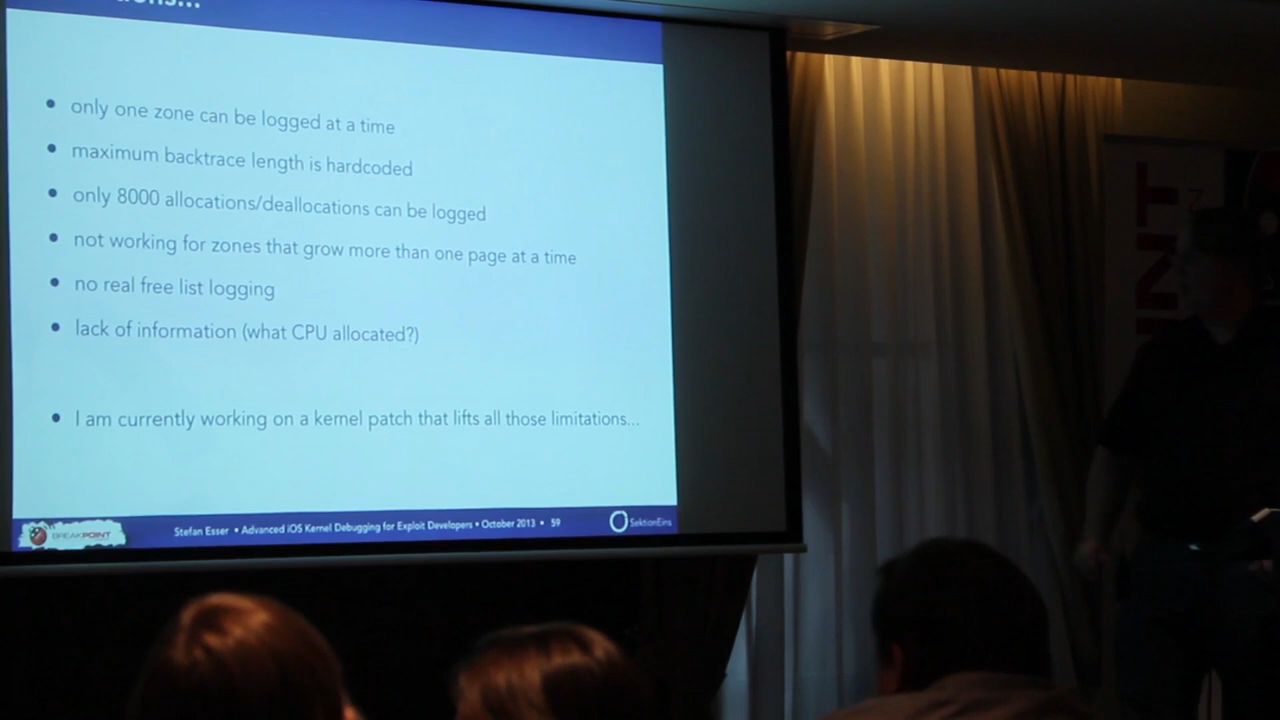 • only one zone can be logged at a time
• maximum backtrace length is hardcoded
• only 8000 allocations/deallocations can be logged
• not working for zones that grow more than one page at a time
• no real free list logging
• lack of information (what CPU allocated?)
• I am currently working on a kernel patch that lifts all those limitations...
BREAKPOINT
Stefan Esser • Advanced iOS Kernel Debugging for Exploit Developers • October 2013 • 59
SektionEins
INT